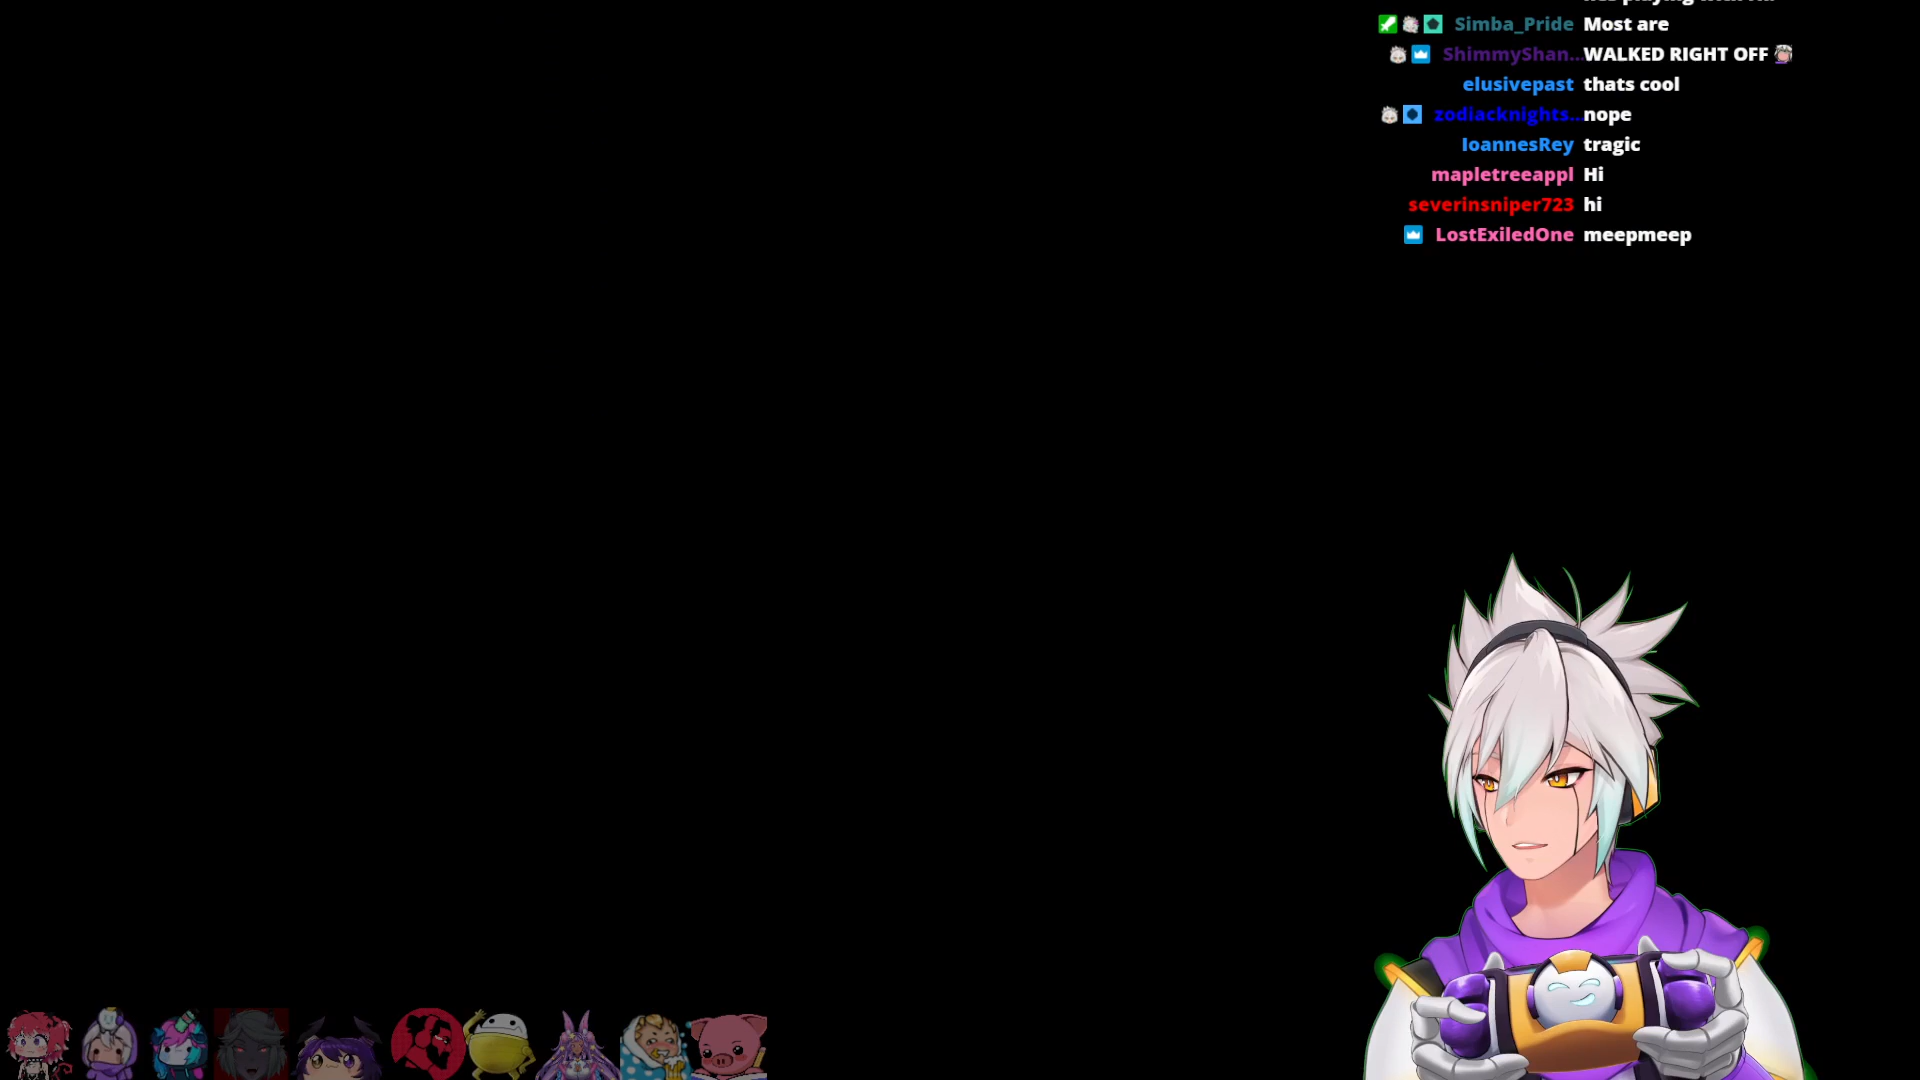 Simba_Pride Most are
ShimmyShan... WALKED RIGHT OFF
elusivepast thats cool
zodiacknights... nope
IoannesRey tragic
mapletreeappl Hi
severinsniper723 hi
LostExiledOne meepmeep